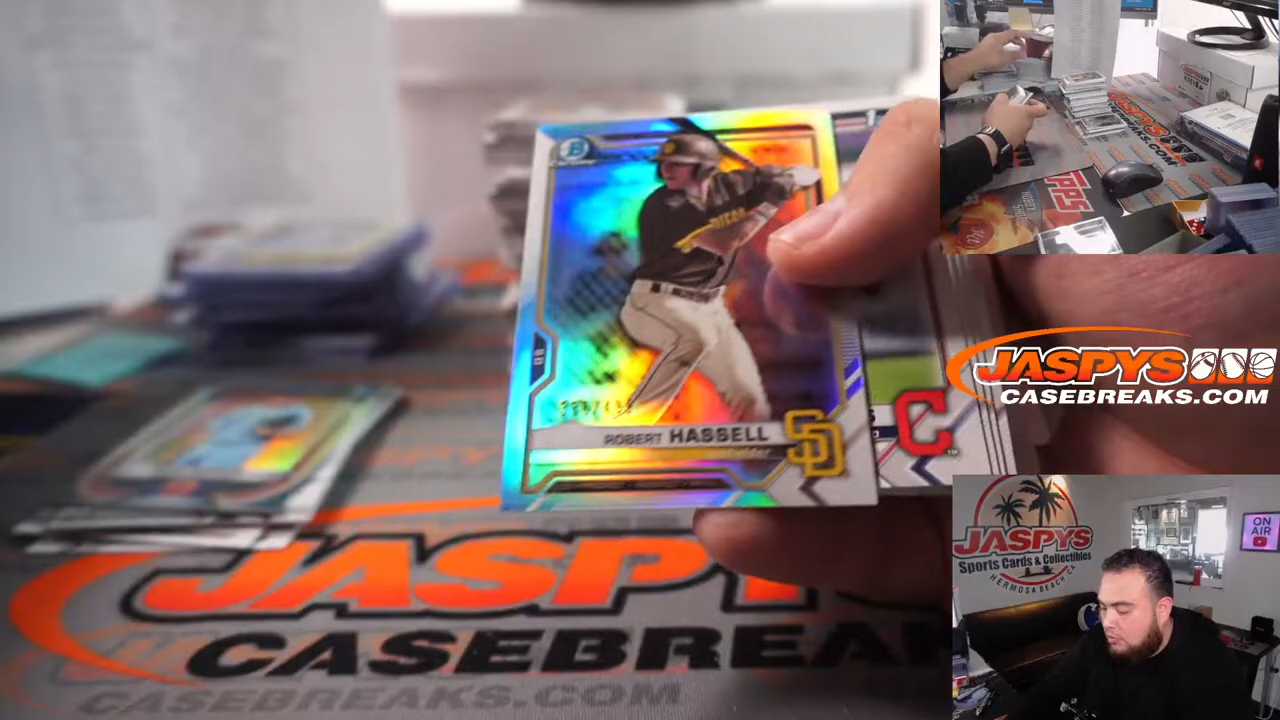 ROBERT HASSELL
SD
C
JASPYS
CASEBREAKS.COM
JASPY
CASEBREA
CASEBREAKS.COM
JASPYS
CASEBREAKS.COM
JASPYS
Sports Cards & Collectibles
HERMOSA BEACH CA
ON
AIR